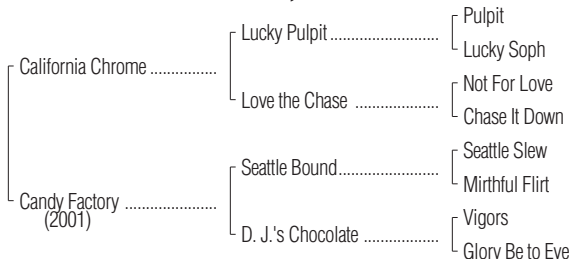 Pulpit
Lucky Pulpit ......................
Lucky Soph
California Chrome ...............
Not For Love
Love the Chase .................
Chase It Down
Seattle Slew
Seattle Bound.....................
Mirthful Flirt
Candy Factory ....................
(2001)
Vigors
D. J.'s Chocolate ................
Glory Be to Eve